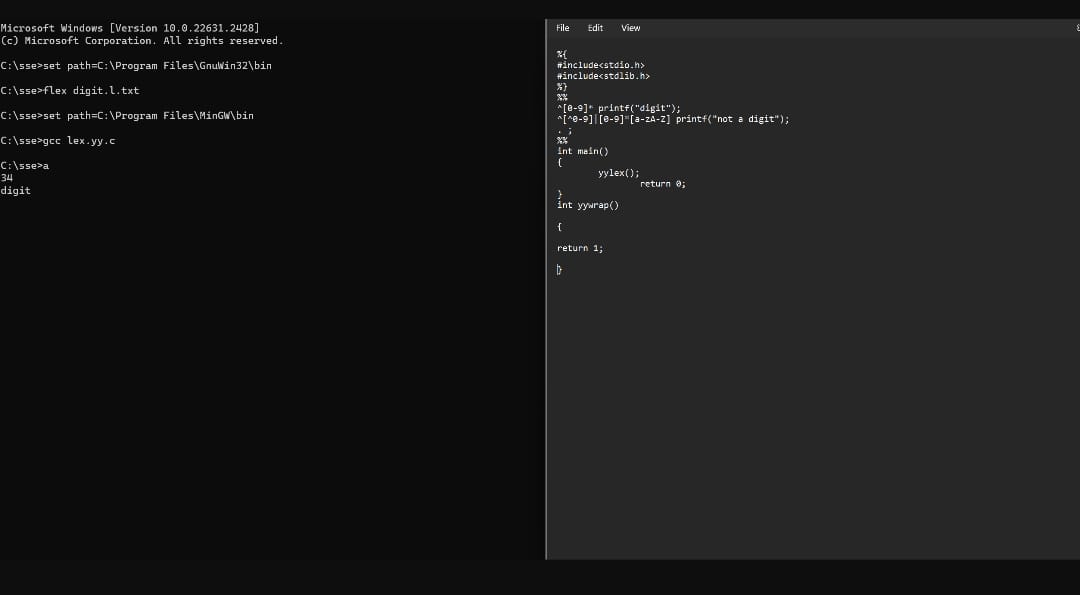 Microsoft Windows [Version 10.0.22631.2428]
(c) Microsoft Corporation. All rights reserved.
C:\sse>set path=C:\Program Files\GnuWin32\bin
C:\sse>flex digit.l.txt
C:\sse>set path=C:\Program Files\MinGW\bin
C:\sse>gcc lex.yy.c
C:\sse>a
34
digit
File Edit View
%{
#include<stdio.h>
#include<stdlib.h>
%}
%%
^[0-9]* printf("digit");
^[^0-9]|[0-9]*[a-zA-Z] printf("not a digit");
. ;
%%
int main()
{
yylex();
return 0;
}
int yywrap()
{
return 1;
}